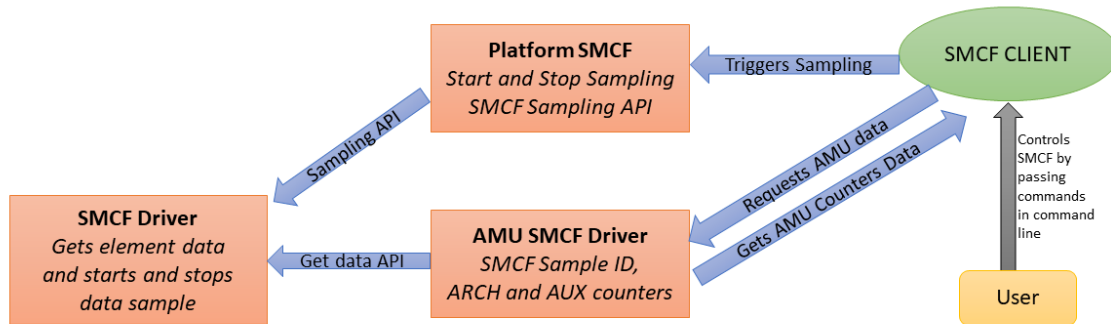 Platform SMCF
Start and Stop Sampling
SMCF Sampling API
Triggers Sampling
SMCF CLIENT
Sampling API
Requests AMU data
Gets AMU Counters Data
Controls
SMCF by
passing
commands
in command
line
SMCF Driver
Gets element data
and starts and stops
data sample
Get data API
AMU SMCF Driver
SMCF Sample ID,
ARCH and AUX counters
User